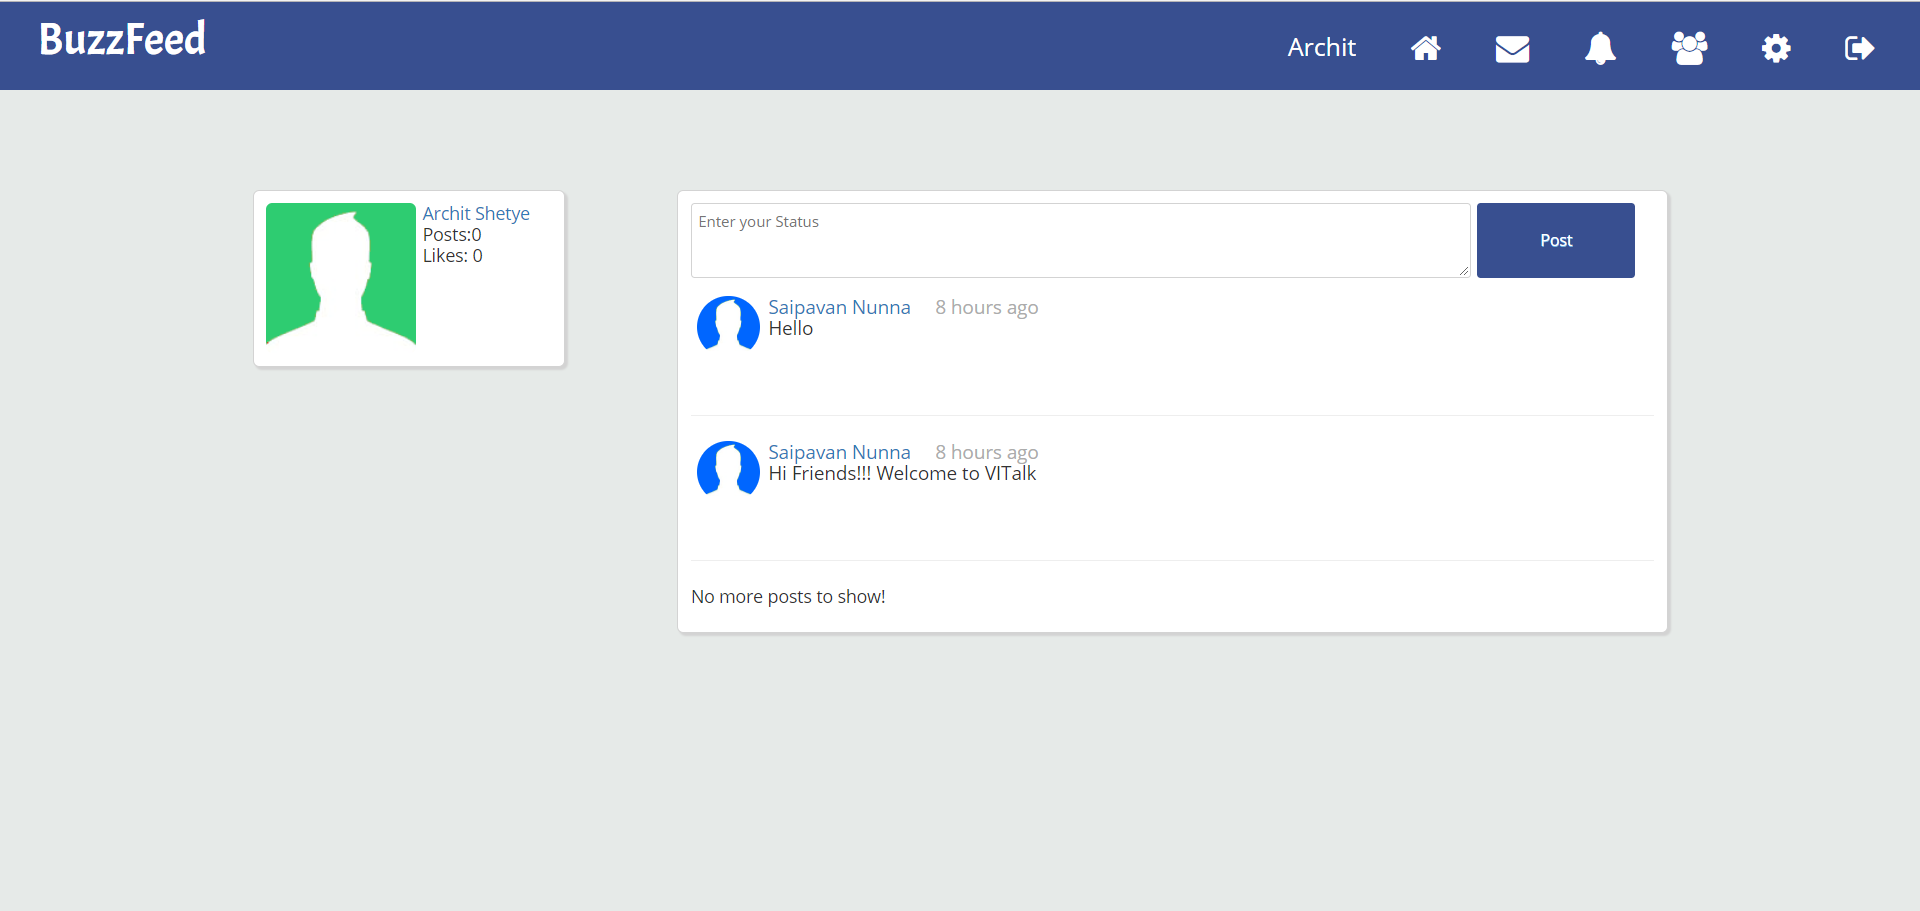 BuzzFeed
Archit
Archit Shetye
Posts:0
Likes: 0
Enter your Status
Post
Saipavan Nunna 8 hours ago
Hello
Saipavan Nunna 8 hours ago
Hi Friends!!! Welcome to VITalk
No more posts to show!